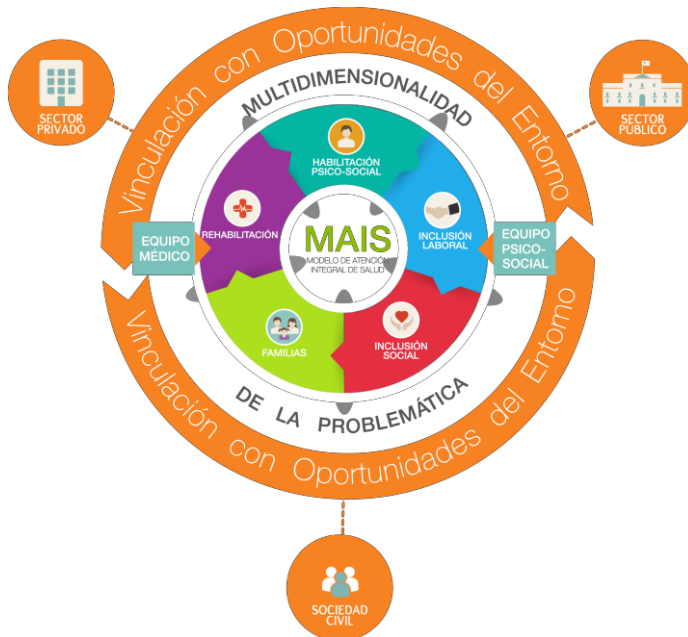 Vinculación con Oportunidades del Entorno
SECTOR
PRIVADO
SECTOR
PÚBLICO
MULTIDIMENSIONALIDAD
HABILITACIÓN
PSICO-SOCIAL
REHABILITACIÓN
INCLUSIÓN
LABORAL
EQUIPO
MÉDICO
MAIS
MODELO DE ATENCIÓN
INTEGRAL DE SALUD
EQUIPO
PSICO-
SOCIAL
FAMILIAS
INCLUSIÓN
SOCIAL
DE LA PROBLEMÁTICA
Vinculación con Oportunidades del Entorno
SOCIEDAD
CIVIL